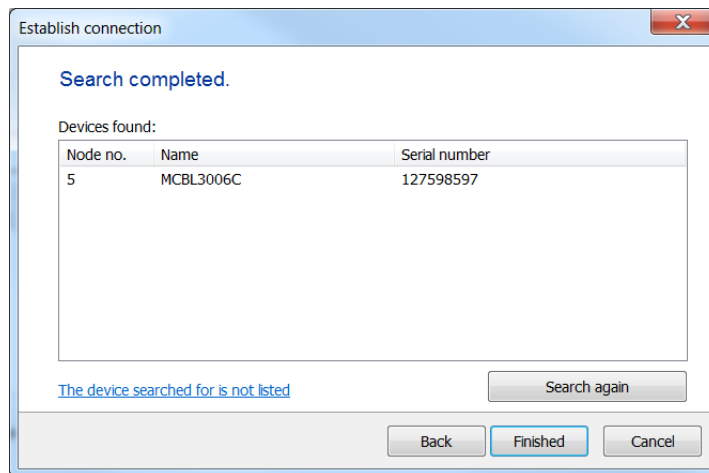 Establish connection
Search completed.
Devices found:
Node no. Name Serial number
5 MCBL3006C 127598597
The device searched for is not listed
Search again
Back Finished Cancel